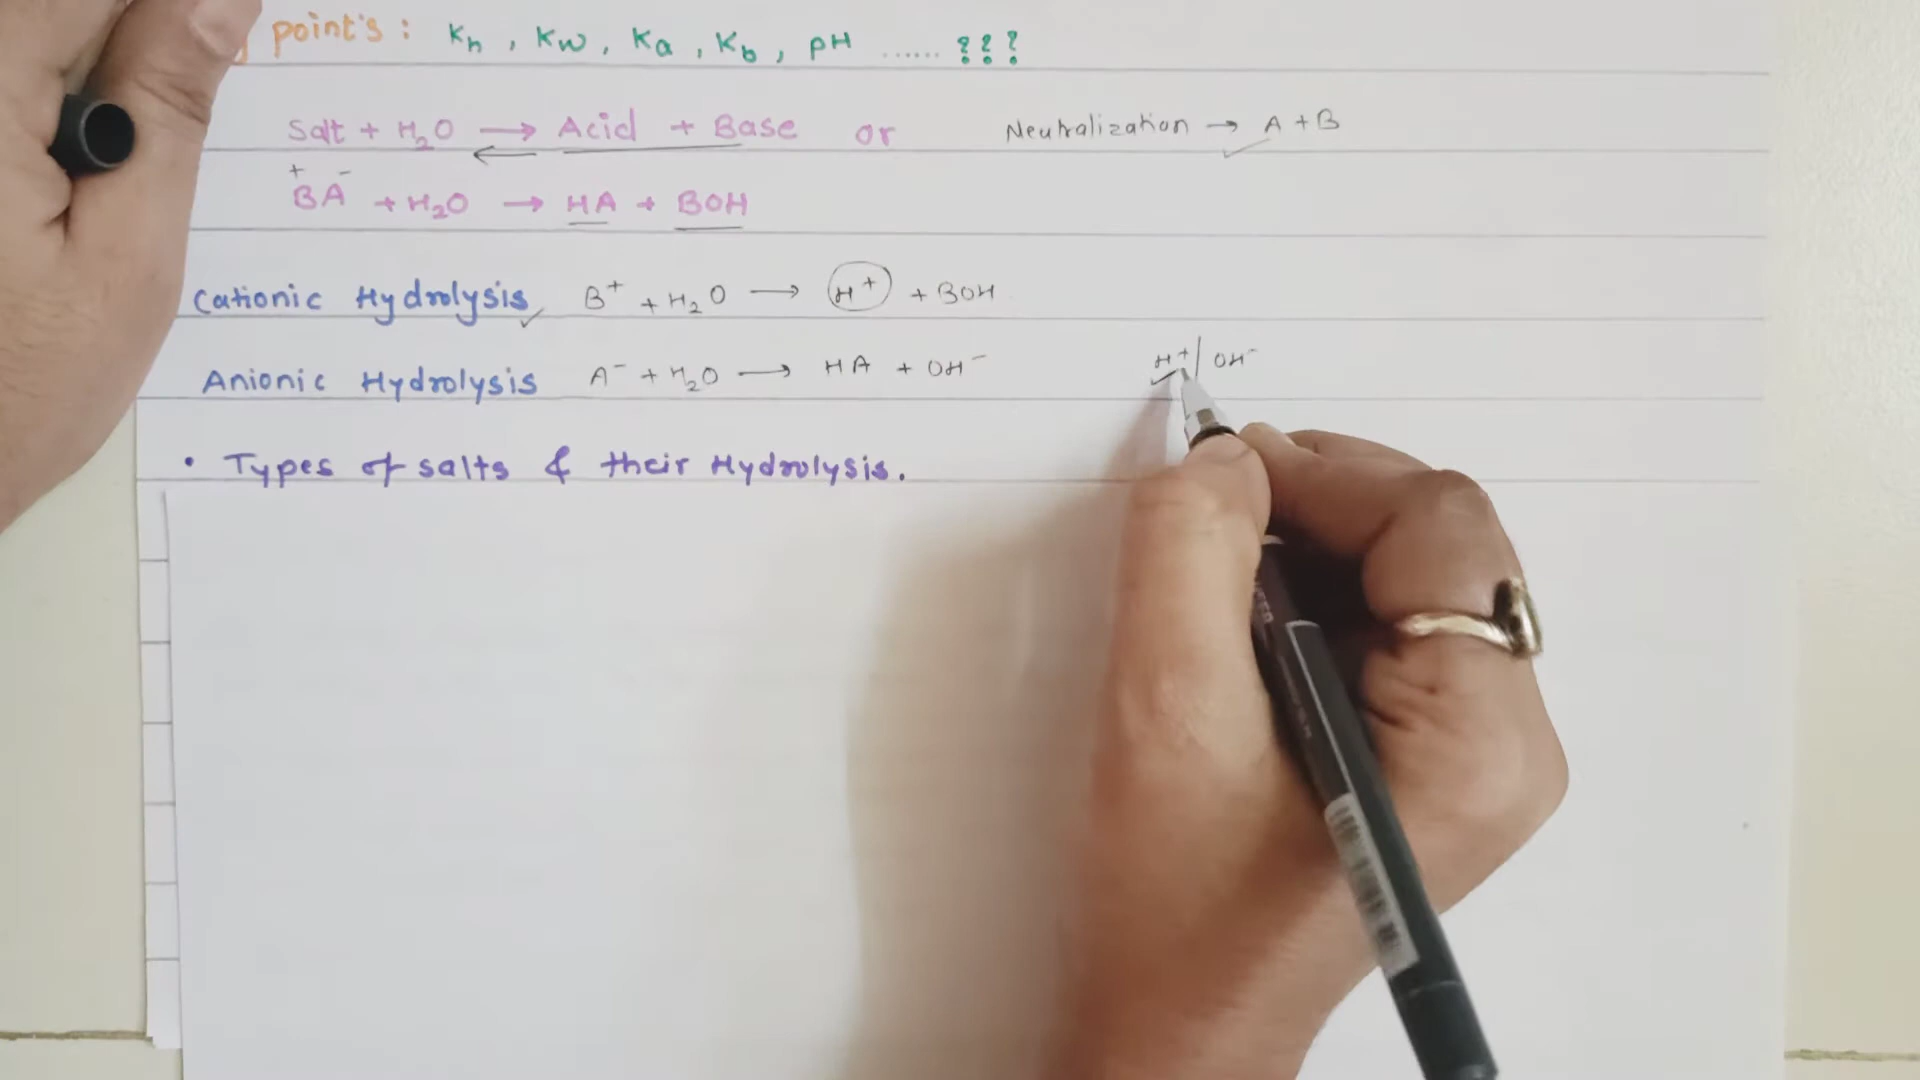 point's : Kh , Kw , Ka , Kb , pH ...... ???
Salt + H₂O ⟶ Acid + Base or Neutralization → A + B
⟵
B⁺A⁻ + H₂O → HA + BOH
Cationic Hydrolysis B⁺ + H₂O ⟶ H⁺ + BOH
Anionic Hydrolysis A⁻ + H₂O ⟶ HA + OH⁻ H⁺ | OH⁻
• Types of salts & their Hydrolysis.